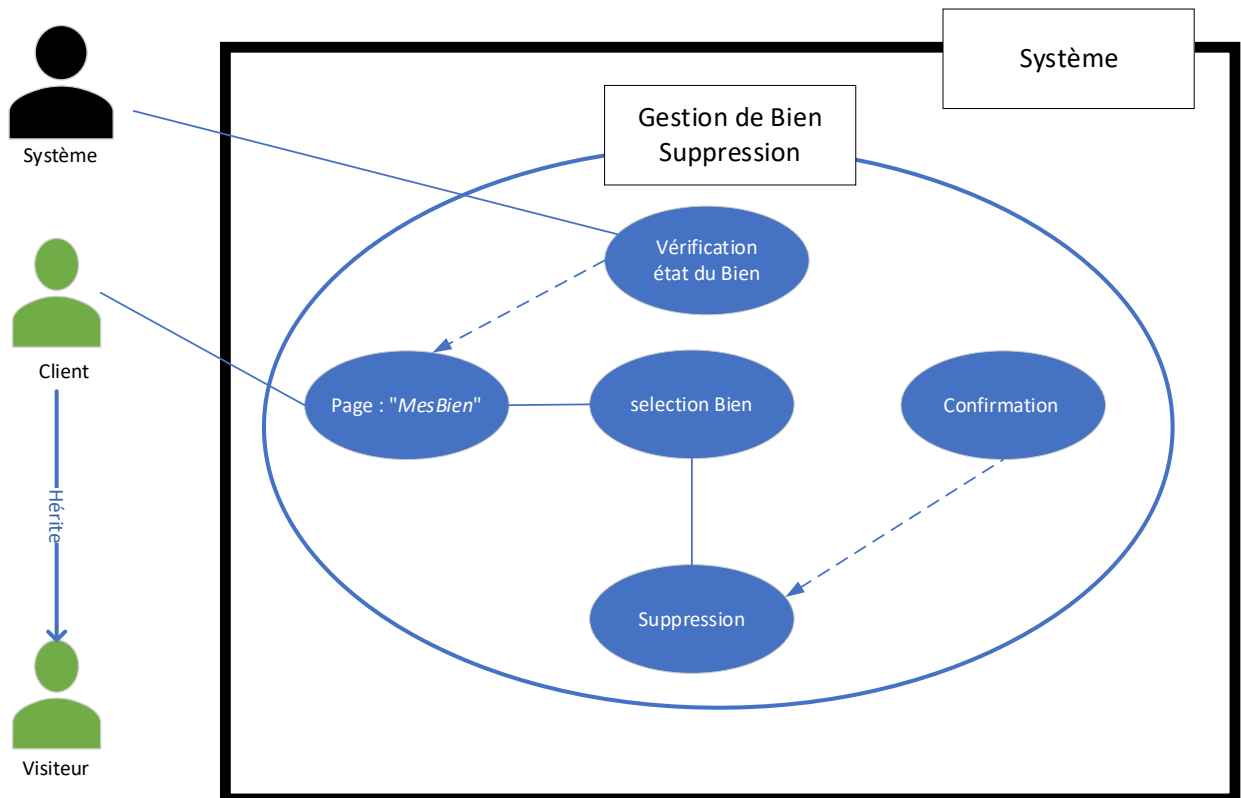 Système
Gestion de Bien
Suppression
Système
Vérification
état du Bien
Client
Page : "MesBien"
selection Bien
Confirmation
Hérite
Suppression
Visiteur